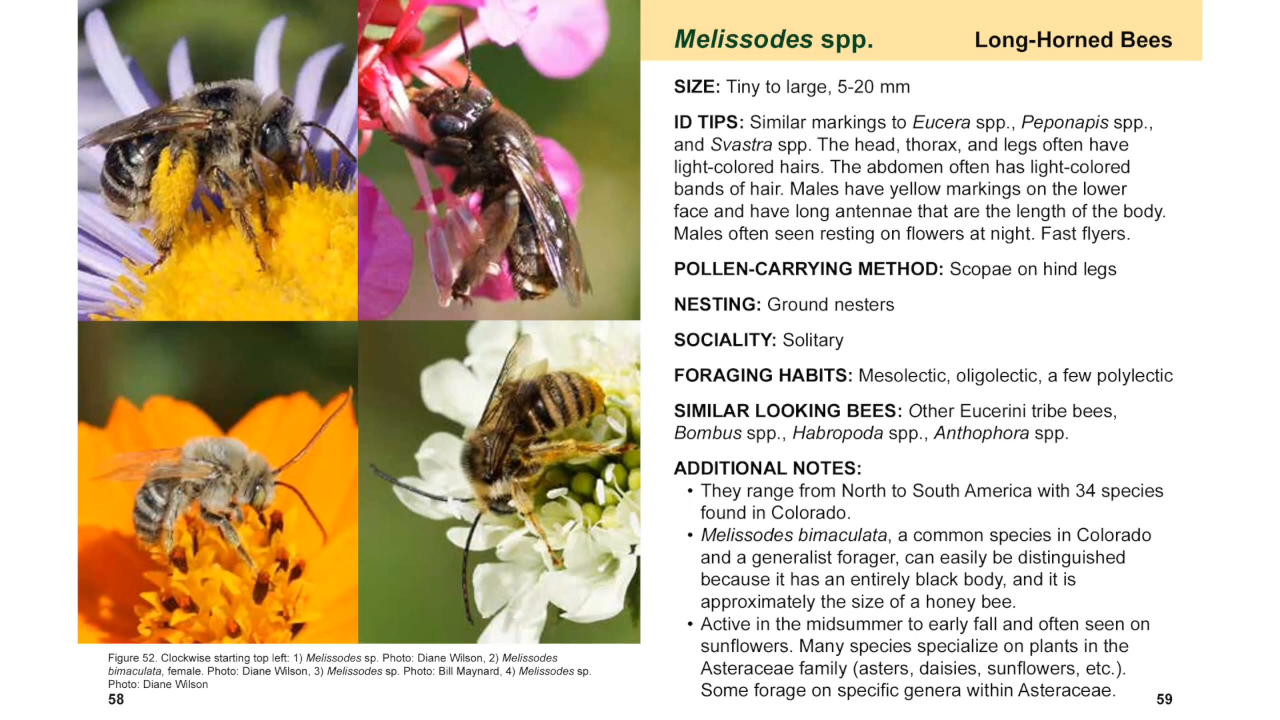 Figure 52. Clockwise starting top left: 1) Melissodes sp. Photo: Diane Wilson, 2) Melissodes
bimaculata, female. Photo: Diane Wilson, 3) Melissodes sp. Photo: Bill Maynard, 4) Melissodes sp.
Photo: Diane Wilson
58
Melissodes spp.
Long-Horned Bees
SIZE: Tiny to large, 5-20 mm
ID TIPS: Similar markings to Eucera spp., Peponapis spp.,
and Svastra spp. The head, thorax, and legs often have
light-colored hairs. The abdomen often has light-colored
bands of hair. Males have yellow markings on the lower
face and have long antennae that are the length of the body.
Males often seen resting on flowers at night. Fast flyers.
POLLEN-CARRYING METHOD: Scopae on hind legs
NESTING: Ground nesters
SOCIALITY: Solitary
FORAGING HABITS: Mesolectic, oligolectic, a few polylectic
SIMILAR LOOKING BEES: Other Eucerini tribe bees,
Bombus spp., Habropoda spp., Anthophora spp.
ADDITIONAL NOTES:
• They range from North to South America with 34 species
found in Colorado.
• Melissodes bimaculata, a common species in Colorado
and a generalist forager, can easily be distinguished
because it has an entirely black body, and it is
approximately the size of a honey bee.
• Active in the midsummer to early fall and often seen on
sunflowers. Many species specialize on plants in the
Asteraceae family (asters, daisies, sunflowers, etc.).
Some forage on specific genera within Asteraceae.
59